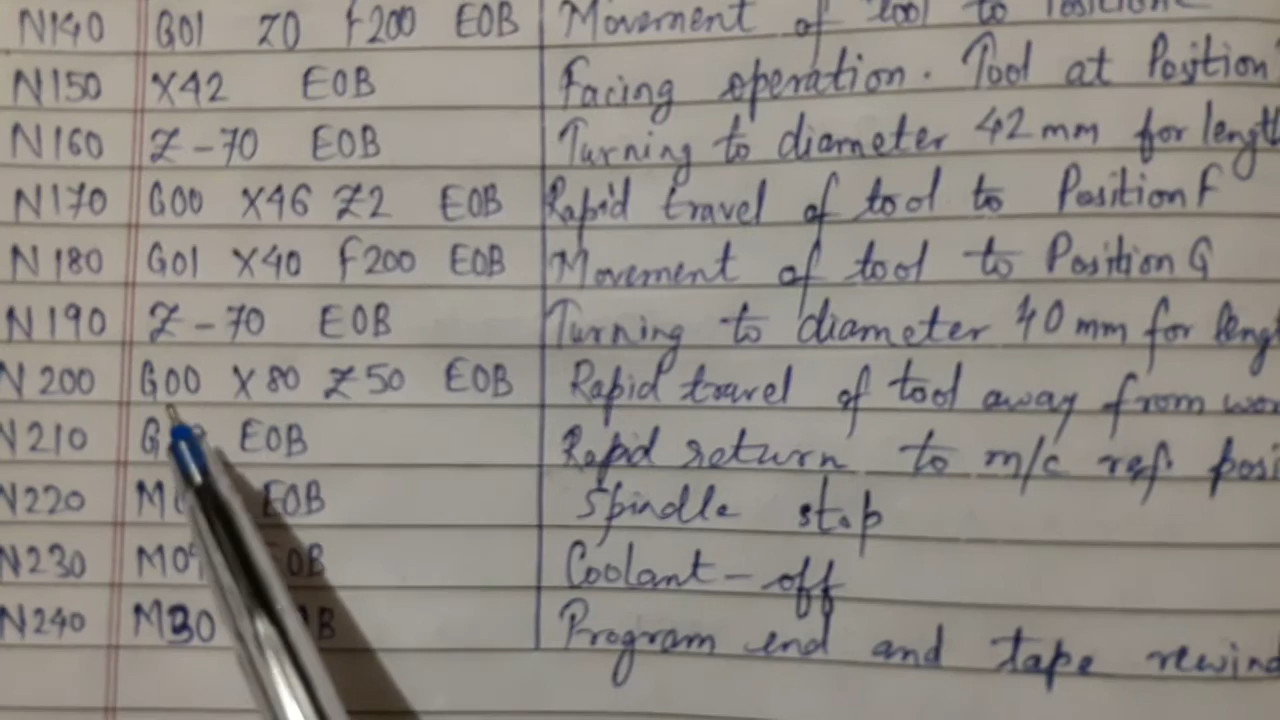 N140 G01 Z0 F200 EOB Movement of tool to
N150 X42 EOB Facing operation. Tool at Position
N160 Z-70 EOB Turning to diameter 42 mm for
N170 G00 X46 Z2 EOB Rapid travel of tool to Position F
N180 G01 X40 F200 EOB Movement of tool to Position G
N190 Z-70 EOB Turning to diameter 40 mm for
N200 G00 X80 Z50 EOB Rapid travel of tool away from
N210 EOB Rapid return to m/c ref.
N220 EOB Spindle stop
N230 EOB Coolant-off
N240 M30 Program end and tape rewind